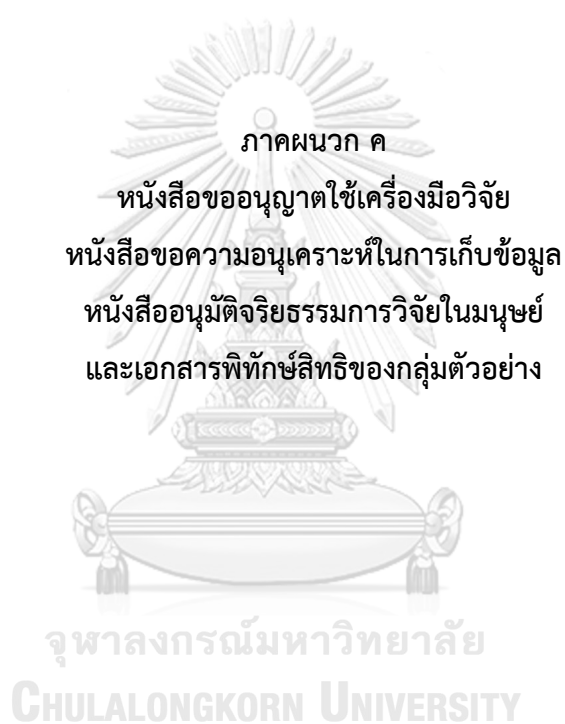 ภาคผนวก ค
หนังสือขออนุญาตใช้เครื่องมือวิจัย
หนังสือขอความอนุเคราะห์ในการเก็บข้อมูล
หนังสืออนุมัติจริยธรรมการวิจัยในมนุษย์
และเอกสารพิทักษ์สิทธิของกลุ่มตัวอย่าง
จุฬาลงกรณ์มหาวิทยาลัย
CHULALONGKORN UNIVERSITY